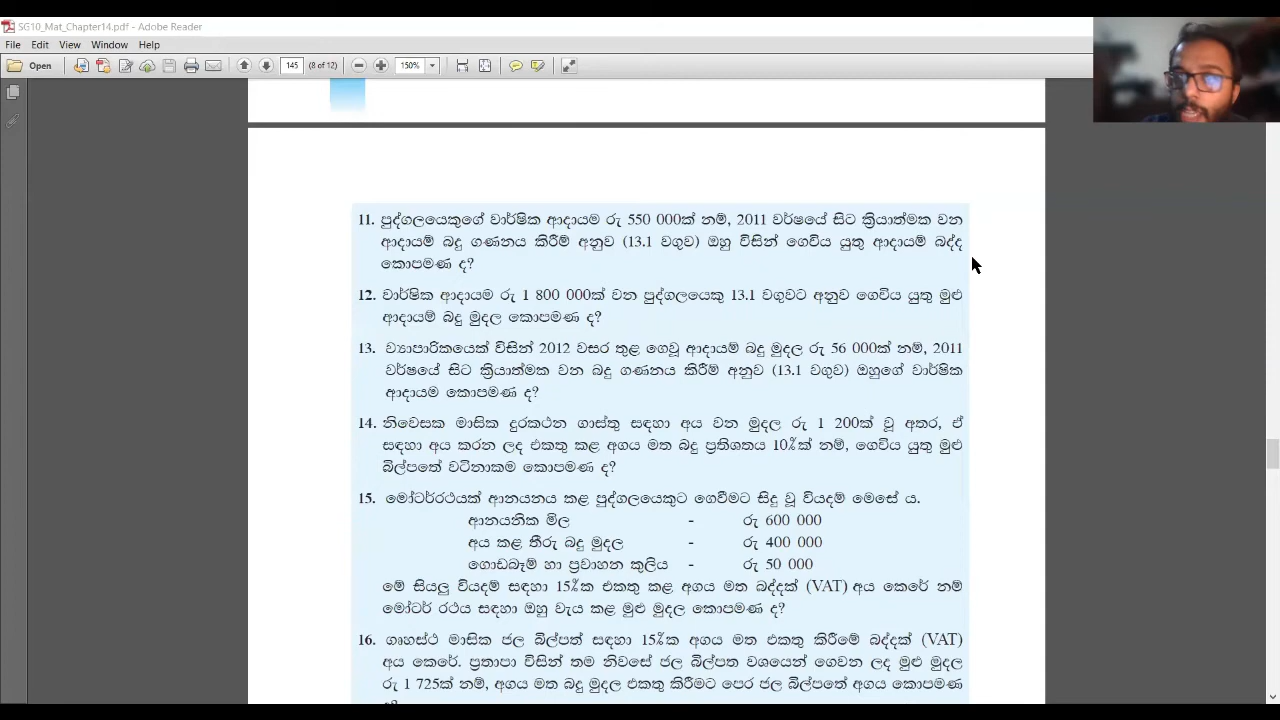 SG10_Mat_Chapter14.pdf - Adobe Reader
File Edit View Window Help
Open 145 (8 of 12) 150%
11. පුද්ගලයෙකුගේ වාර්ෂික ආදායම රු 550 000ක් නම්, 2011 වර්ෂයේ සිට ක්‍රියාත්මක වන
ආදායම් බදු ගණනය කිරීම් අනුව (13.1 වගුව) ඔහු විසින් ගෙවිය යුතු ආදායම් බද්ද
කොපමණ ද?
12. වාර්ෂික ආදායම රු 1 800 000ක් වන පුද්ගලයෙකු 13.1 වගුවට අනුව ගෙවිය යුතු මුළු
ආදායම් බදු මුදල කොපමණ ද?
13. ව්‍යාපාරිකයෙක් විසින් 2012 වසර තුළ ගෙවූ ආදායම් බදු මුදල රු 56 000ක් නම්, 2011
වර්ෂයේ සිට ක්‍රියාත්මක වන බදු ගණනය කිරීම් අනුව (13.1 වගුව) ඔහුගේ වාර්ෂික
ආදායම කොපමණ ද?
14. නිවෙසක මාසික දුරකථන ගාස්තු සඳහා අය වන මුදල රු 1 200ක් වූ අතර, ඒ
සඳහා අය කරන ලද එකතු කළ අගය මත බදු ප්‍රතිශතය 10%ක් නම්, ගෙවිය යුතු මුළු
බිල්පතේ වටිනාකම කොපමණ ද?
15. මෝටර්රථයක් ආනයනය කළ පුද්ගලයෙකුට ගෙවීමට සිදු වූ වියදම් මෙසේ ය.
ආනයනික මිල - රු 600 000
අය කළ තීරු බදු මුදල - රු 400 000
ගොඩබෑම් හා ප්‍රවාහන කුලිය - රු 50 000
මේ සියලු වියදම් සඳහා 15%ක එකතු කළ අගය මත බද්දක් (VAT) අය කෙරේ නම්
මෝටර් රථය සඳහා ඔහු වැය කළ මුළු මුදල කොපමණ ද?
16. ගෘහස්ථ මාසික ජල බිල්පත් සඳහා 15%ක අගය මත එකතු කිරීමේ බද්දක් (VAT)
අය කෙරේ. ප්‍රතාපා විසින් තම නිවසේ ජල බිල්පත වශයෙන් ගෙවන ලද මුළු මුදල
රු 1 725ක් නම්, අගය මත බදු මුදල එකතු කිරීමට පෙර ජල බිල්පතේ අගය කොපමණ